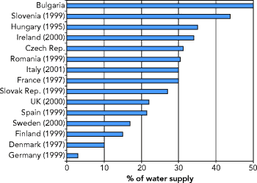 Bulgaria
Slovenia (1999)
Hungary (1995)
Ireland (2000)
Czech Rep.
Romania (1999)
Italy (2001)
France (1997)
Slovak Rep. (1999)
UK (2000)
Spain (1999)
Sweden (2000)
Finland (1999)
Denmark (1997)
Germany (1999)
0 10 20 30 40 50
% of water supply